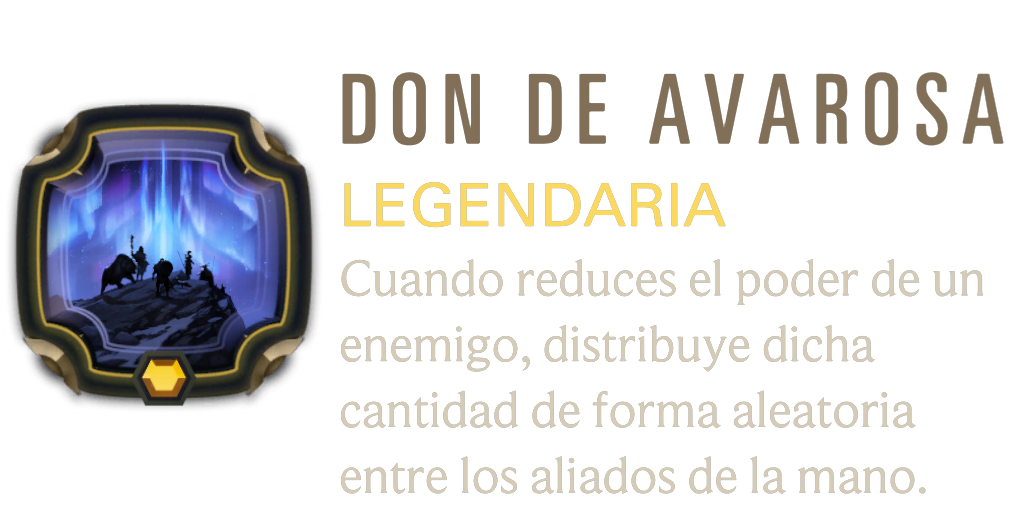 DON DE AVAROSA
LEGENDARIA
Cuando reduces el poder de un
enemigo, distribuye dicha
cantidad de forma aleatoria
entre los aliados de la mano.